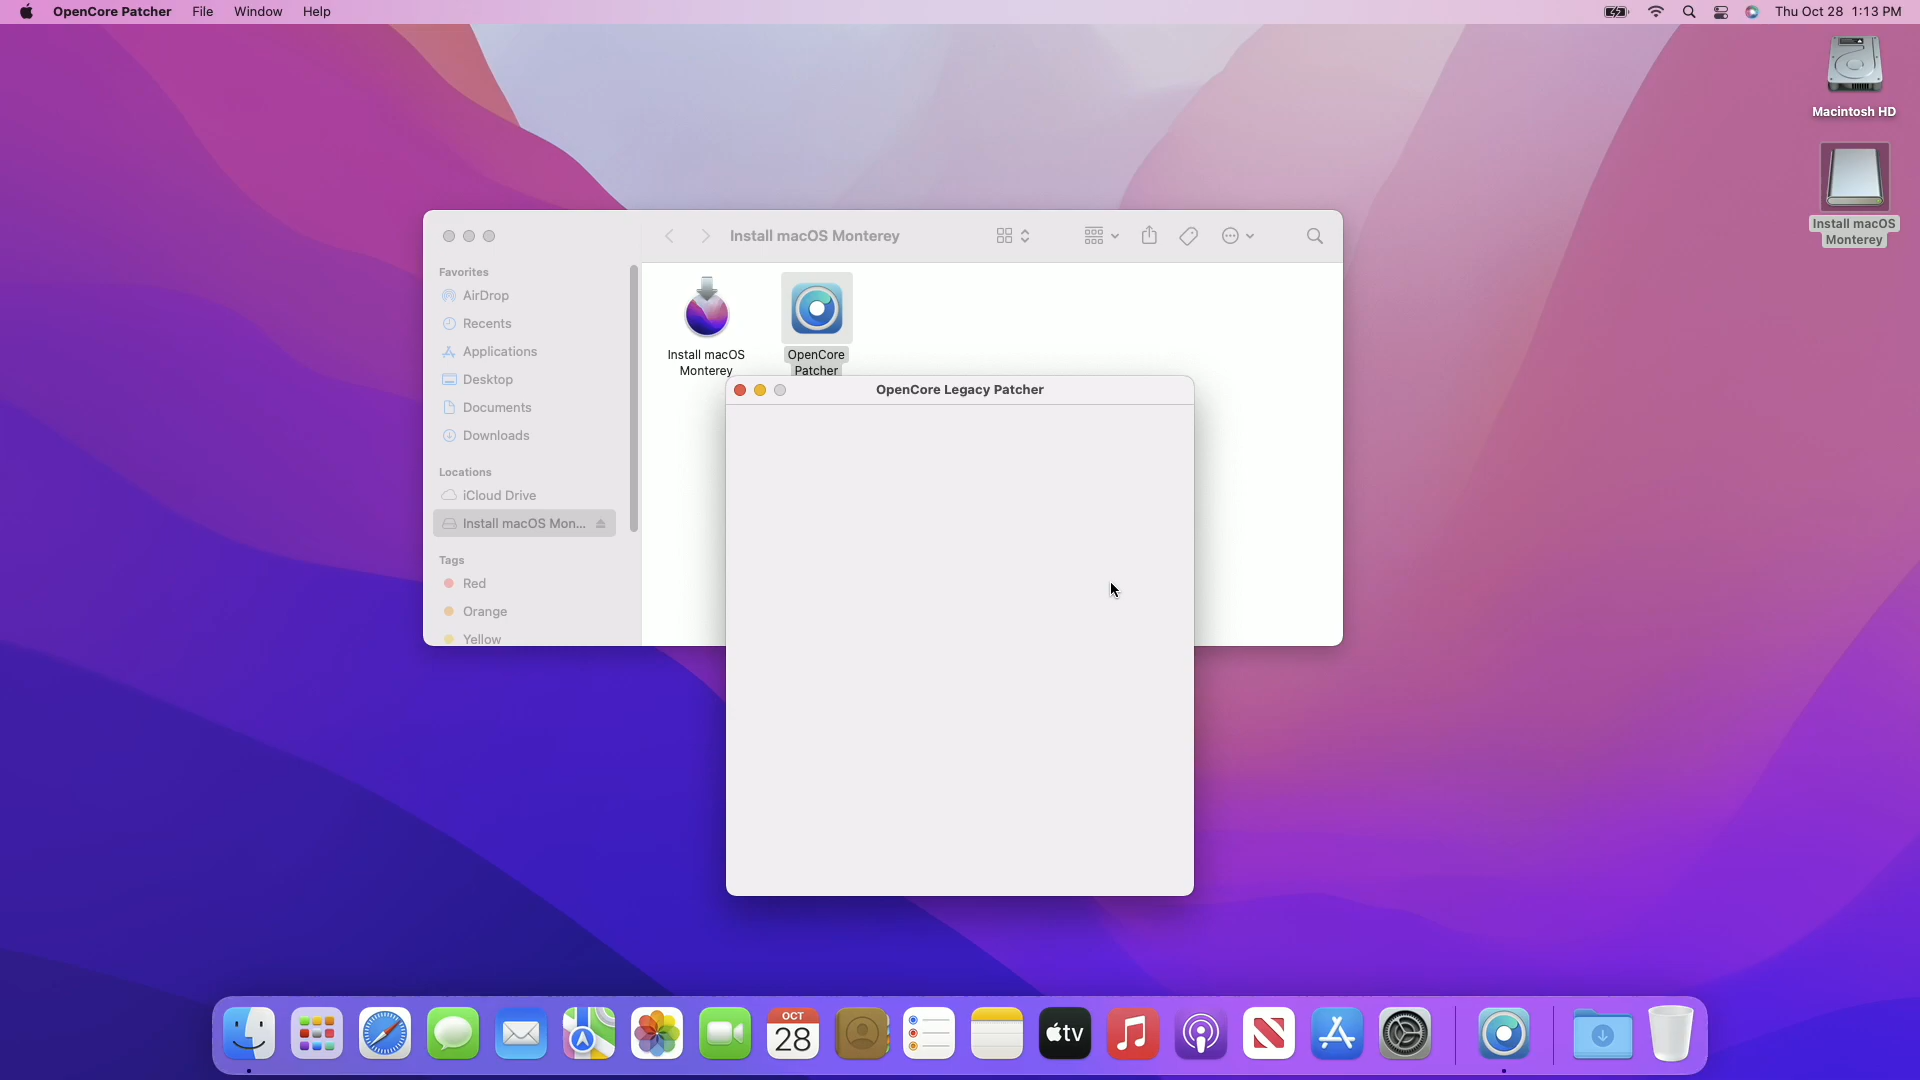 OpenCore Patcher File Window Help Thu Oct 28 1:13 PM
Macintosh HD
Install macOS
Monterey
Install macOS Monterey
Favorites
AirDrop
Recents
Applications
Desktop
Documents
Downloads
Locations
iCloud Drive
Install macOS Mon...
Tags
Red
Orange
Yellow
Install macOS
Monterey
OpenCore
Patcher
OpenCore Legacy Patcher
OCT
28
tv